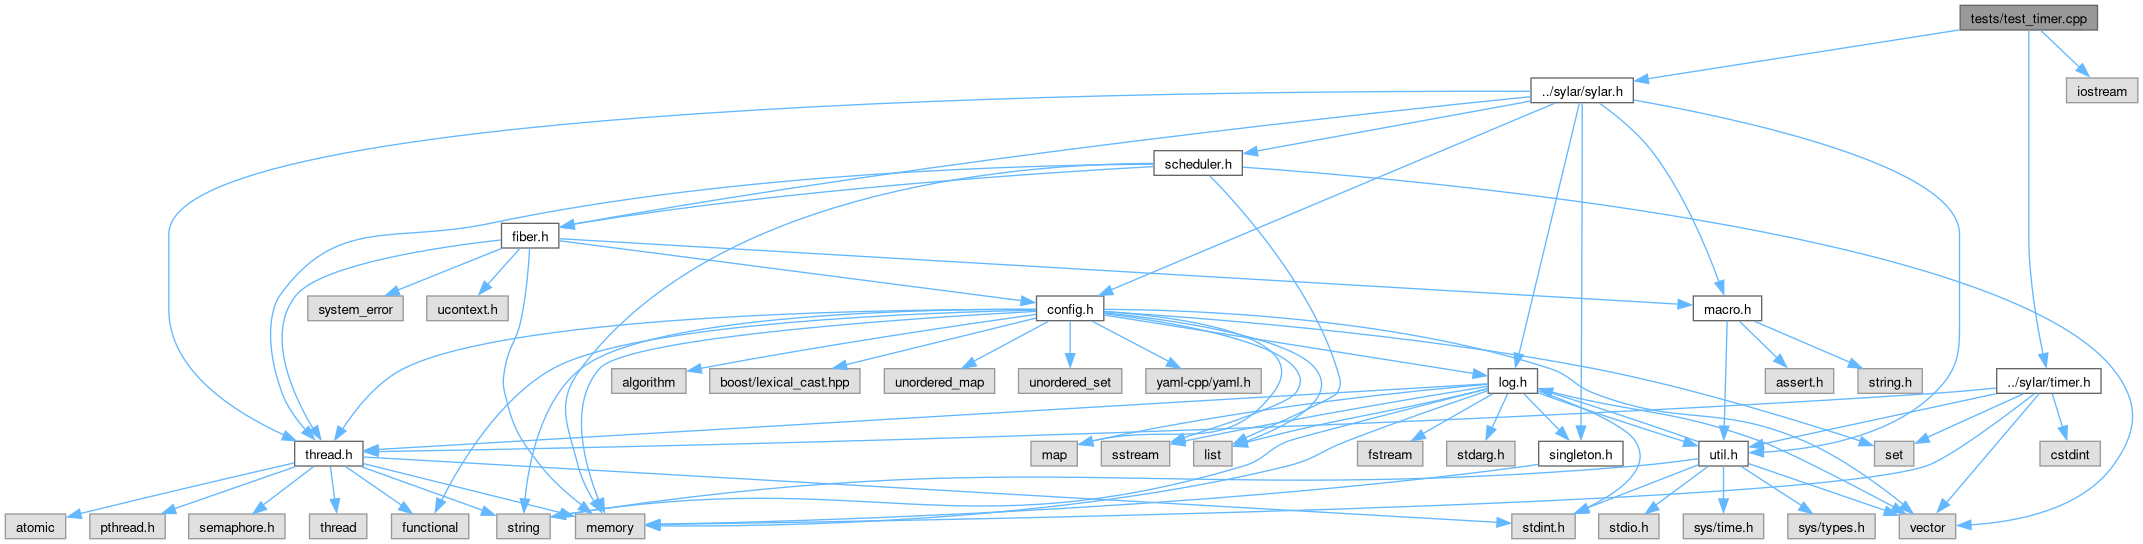 tests/test_timer.cpp
../sylar/sylar.h
iostream
scheduler.h
fiber.h
system_error
ucontext.h
config.h
macro.h
algorithm
boost/lexical_cast.hpp
unordered_map
unordered_set
yaml-cpp/yaml.h
log.h
assert.h
string.h
../sylar/timer.h
thread.h
map
sstream
list
fstream
stdarg.h
singleton.h
util.h
set
cstdint
atomic
pthread.h
semaphore.h
thread
functional
string
memory
stdint.h
stdio.h
sys/time.h
sys/types.h
vector